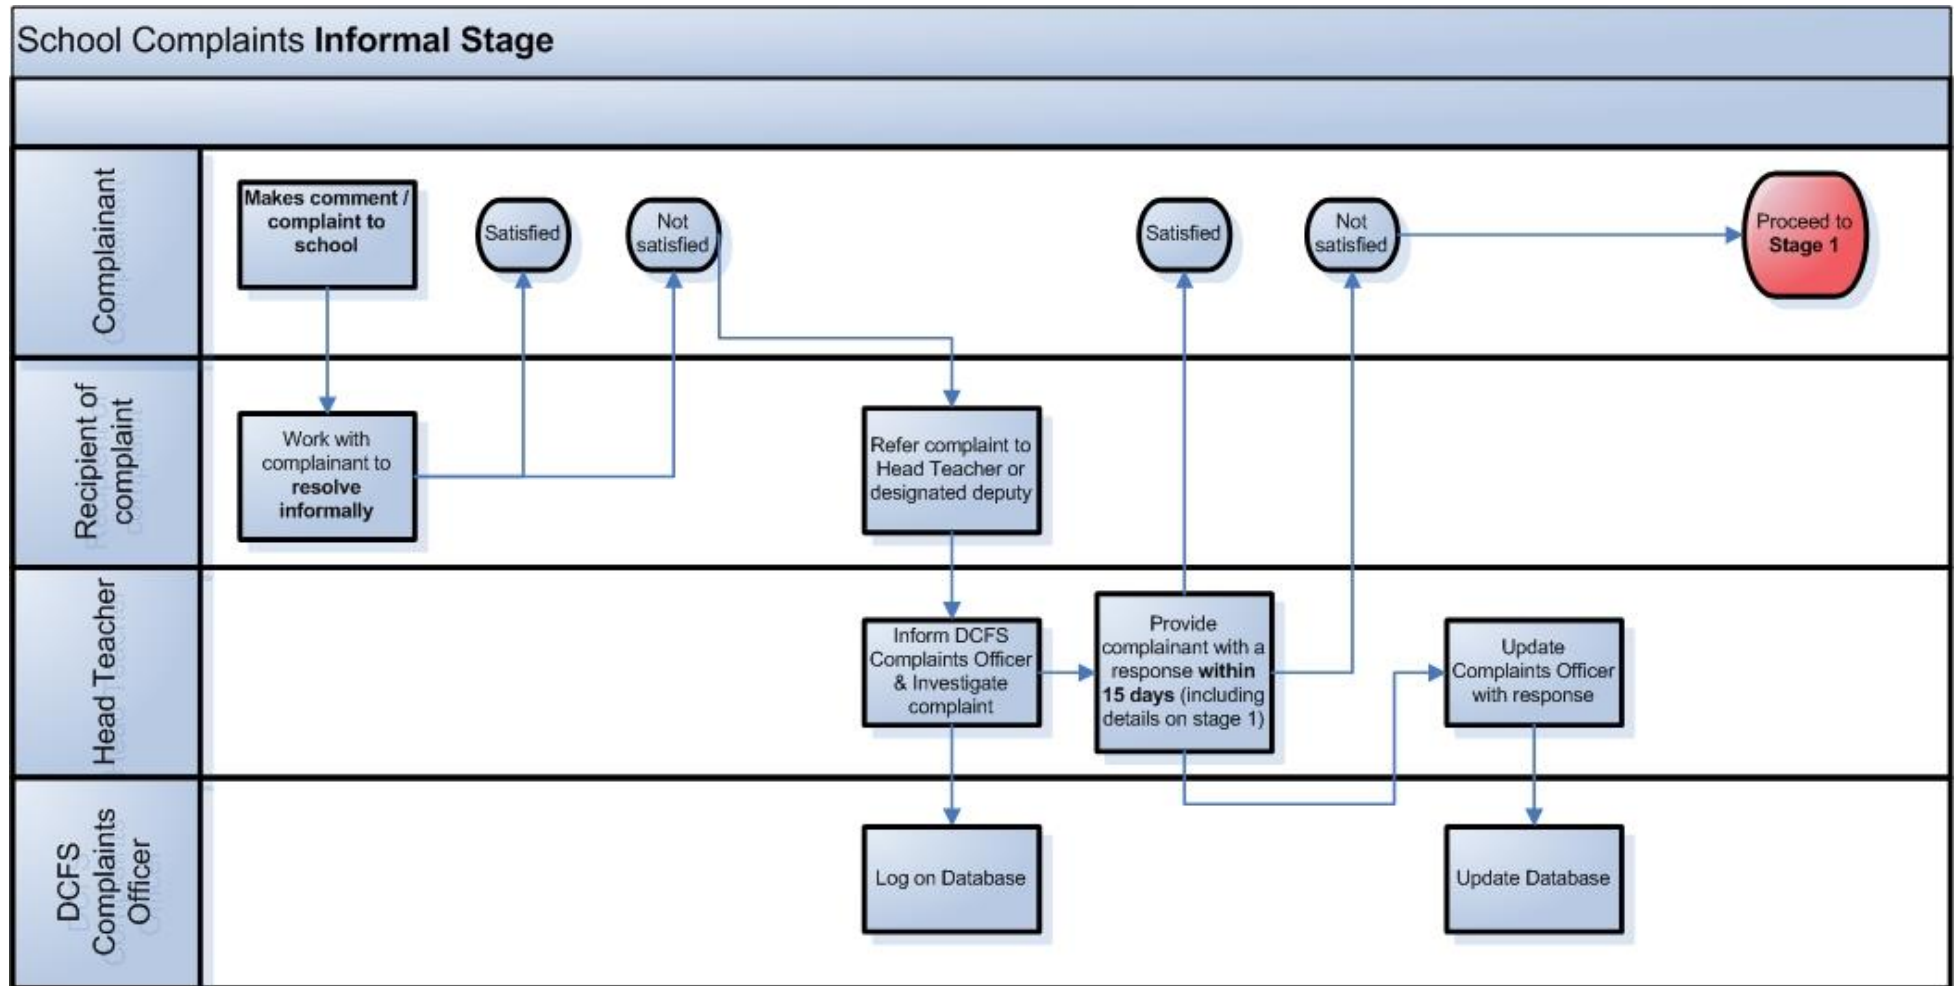 School Complaints Informal Stage
Complainant
Makes comment /
complaint to
school
Satisfied
Not
satisfied
Satisfied
Not
satisfied
Proceed to
Stage 1
Recipient of
complaint
Work with
complainant to
resolve
informally
Refer complaint to
Head Teacher or
designated deputy
Head Teacher
Inform DCFS
Complaints Officer
& Investigate
complaint
Provide
complainant with a
response within
15 days (including
details on stage 1)
Update
Complaints Officer
with response
DCFS
Complaints
Officer
Log on Database
Update Database